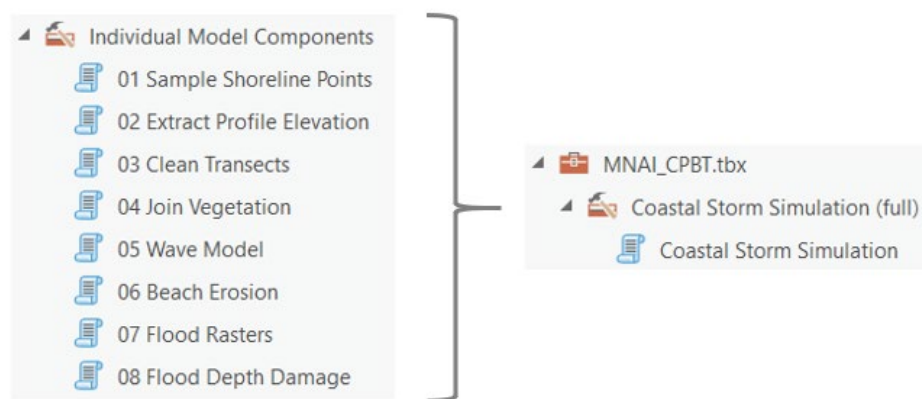 Individual Model Components
01 Sample Shoreline Points
02 Extract Profile Elevation
03 Clean Transects
04 Join Vegetation
05 Wave Model
06 Beach Erosion
07 Flood Rasters
08 Flood Depth Damage
MNAI_CPBT.tbx
Coastal Storm Simulation (full)
Coastal Storm Simulation